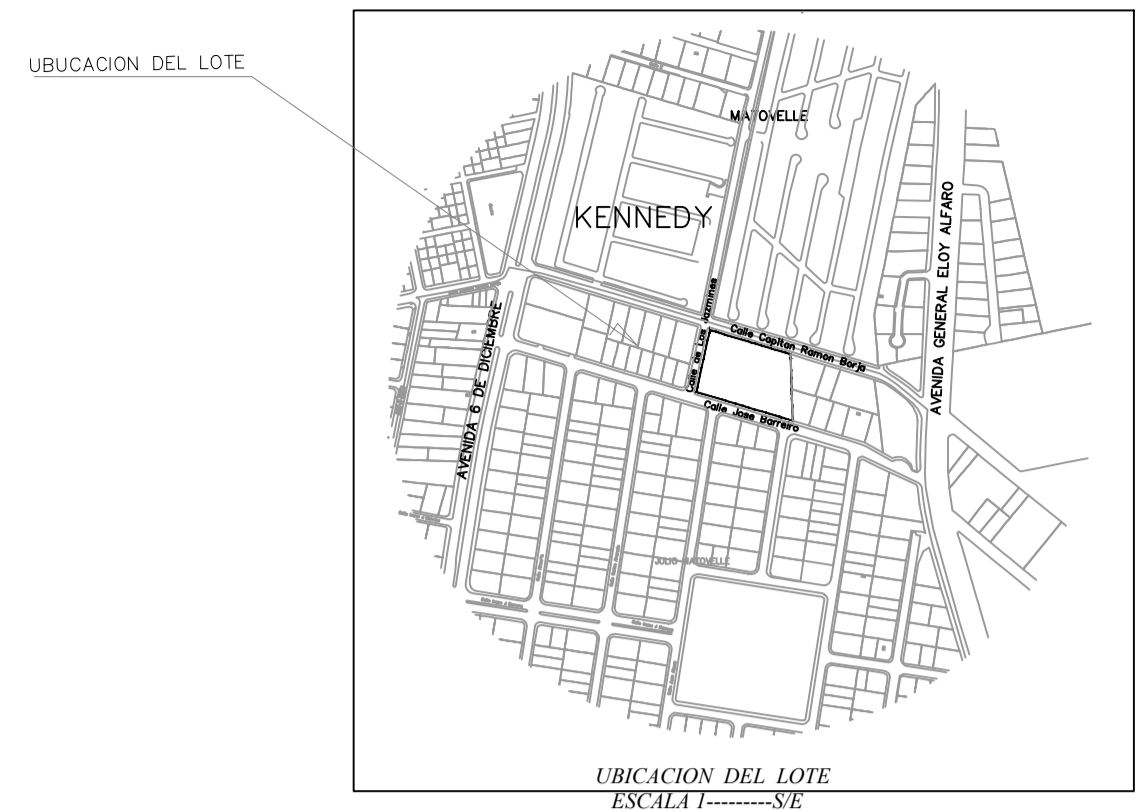 UBUCACION DEL LOTE
MATOVELLE
KENNEDY
AVENIDA GENERAL ELOY ALFARO
Calle de Los Jazmines
Calle Capitan Ramon Borja
AVENIDA 6 DE DICIEMBRE
Calle Jose Barreiro
JULIO MATOVELLE
UBICACION DEL LOTE
ESCALA 1---------S/E